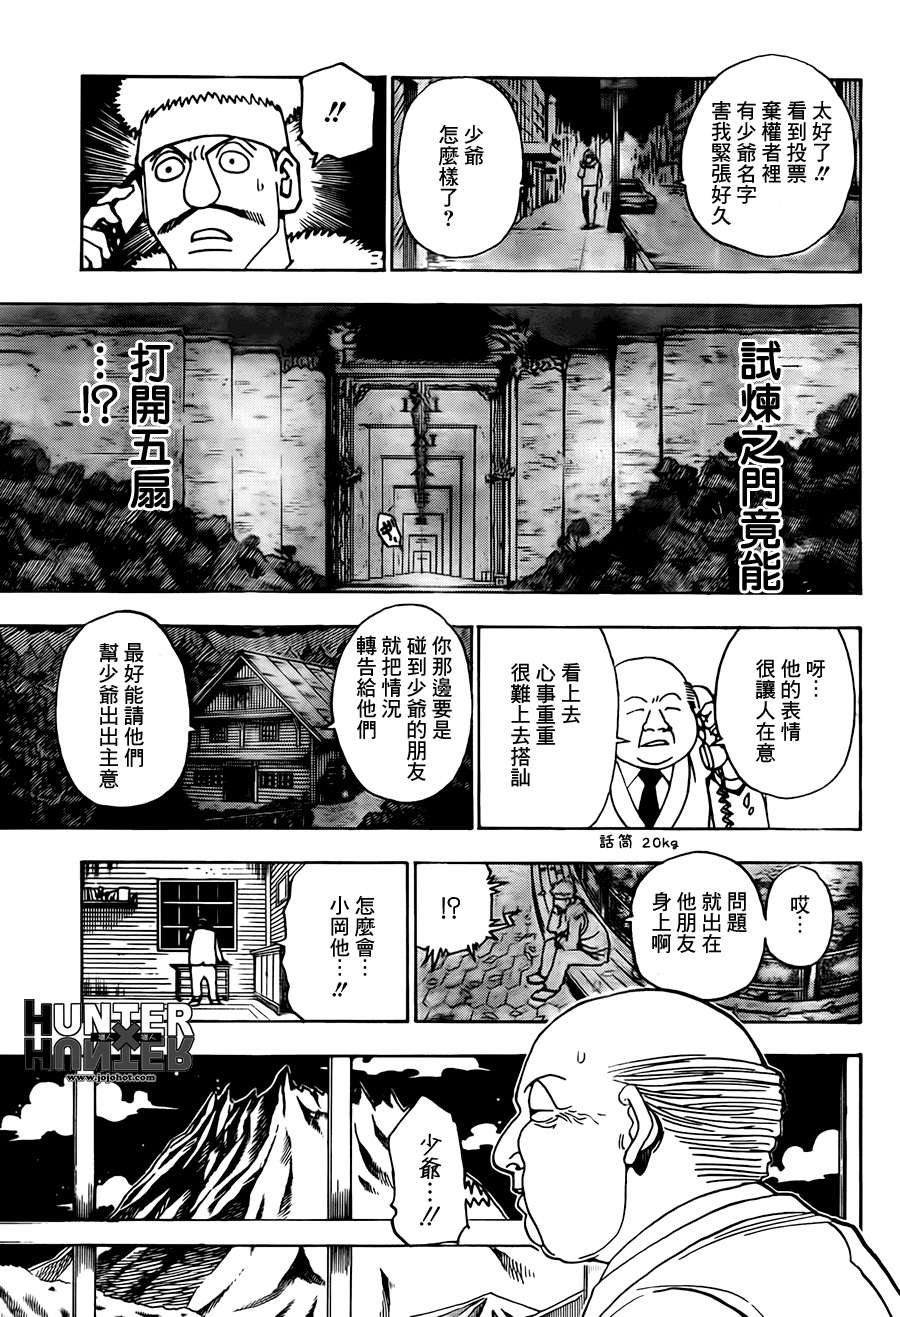 太好了!!
看到投票
棄權者裡
有少爺名字
害我緊張好久
少爺
怎麼樣了?
!!
試煉之門竟能
打開五扇
…!?
呀…
他的表情
很讓人在意
看上去
心事重重
很難上去搭訕
話筒 20kg
你那邊要是
碰到少爺的朋友
就把情況
轉告給他們
最好能請他們
幫少爺出出主意
哎…
問題
就出在
他朋友
身上啊
!?
怎麼會…
小岡他…!!
HUNTER
HUNTER
www.jojohot.com
少爺…!!